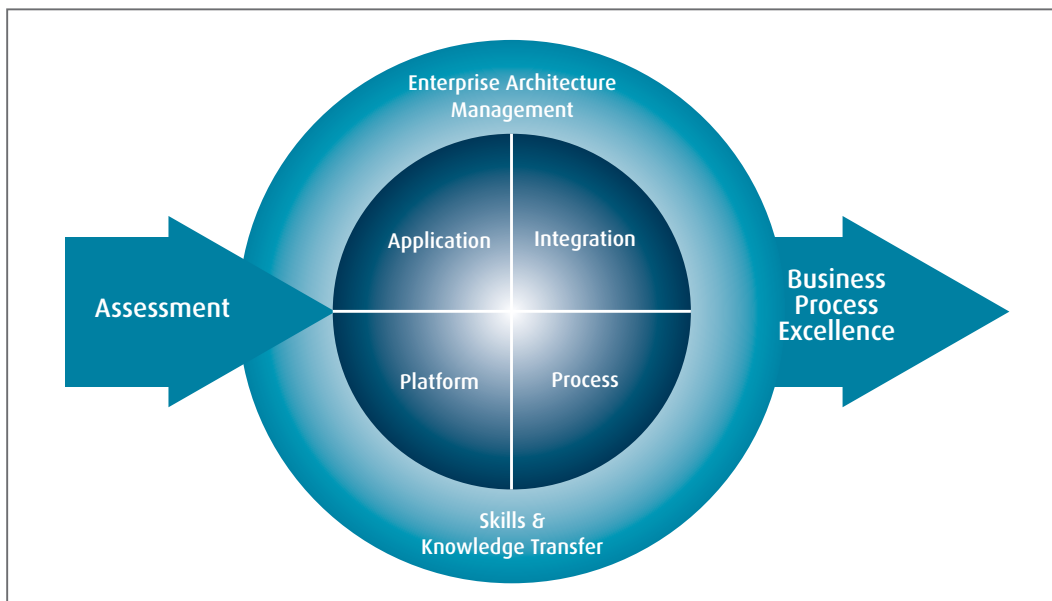 Enterprise Architecture
Management
Application
Integration
Assessment
Business
Process
Excellence
Platform
Process
Skills &
Knowledge Transfer